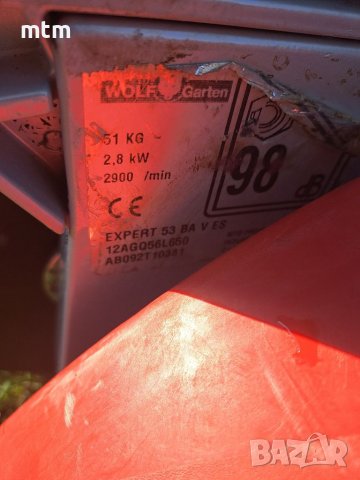 mtm
WOLF Garten
51 KG
2,8 kW
2900 /min
98
dB
CE
EXPERT 53 BA V ES
12AGQ56L650
AB092T10381
BAZAR